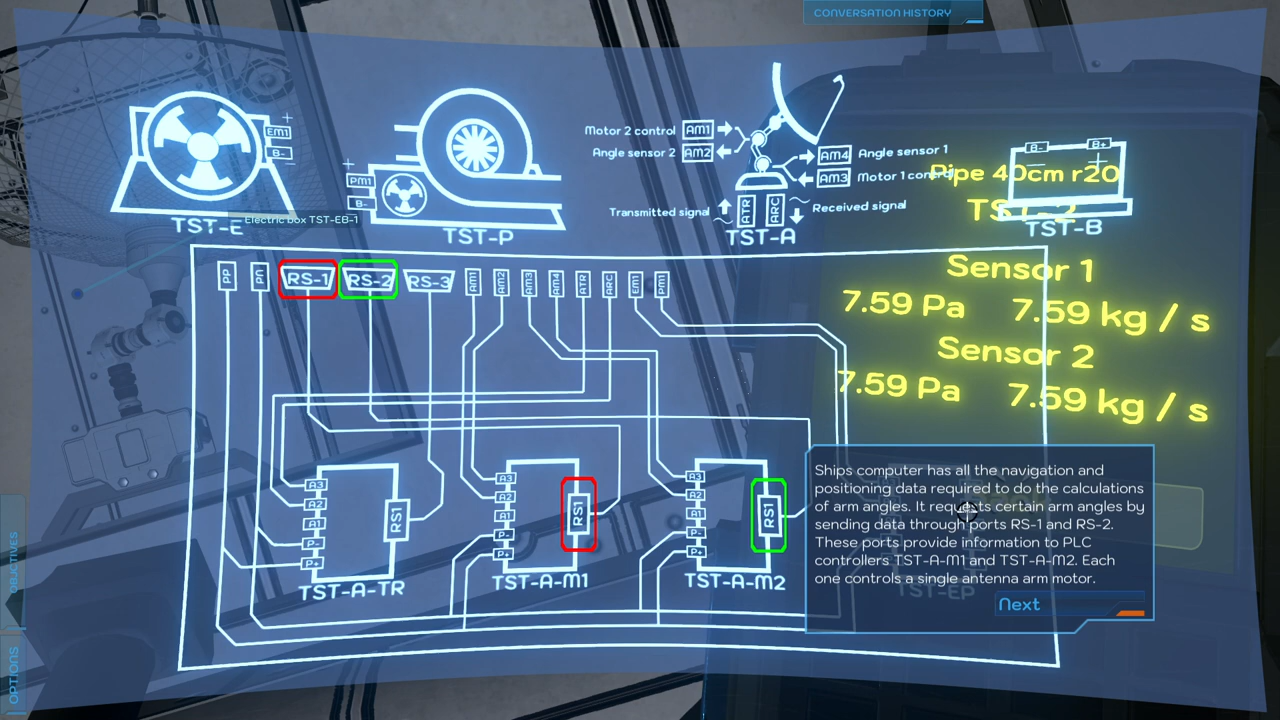 CONVERSATION HISTORY
EM1
B-
TST-E
Electric box TST-EB-1
PM1
B-
TST-P
Motor 2 control
AM1
Angle sensor 2
AM2
AM4
Angle sensor 1
AM3
Motor 1
Transmitted signal
ATR
ARC
Received signal
TST-A
B-
B+
TST-B
Pipe 40cm r20
Sensor 1
7.59 Pa 7.59 kg / s
Sensor 2
7.59 Pa 7.59 kg / s
PP
PN
RS-1
RS-2
RS-3
AM1
AM2
AM3
AM4
ATR
ARC
EM1
A3
A2
A1
P-
P+
RS1
TST-A-TR
A3
A2
A1
P-
P+
RS1
TST-A-M1
A3
A2
A1
P-
P+
RS1
TST-A-M2
Ships computer has all the navigation and
positioning data required to do the calculations
of arm angles. It requests certain arm angles by
sending data through ports RS-1 and RS-2.
These ports provide information to PLC
controllers TST-A-M1 and TST-A-M2. Each
one controls a single antenna arm motor.
TST-EP
Next
OBJECTIVES
OPTIONS